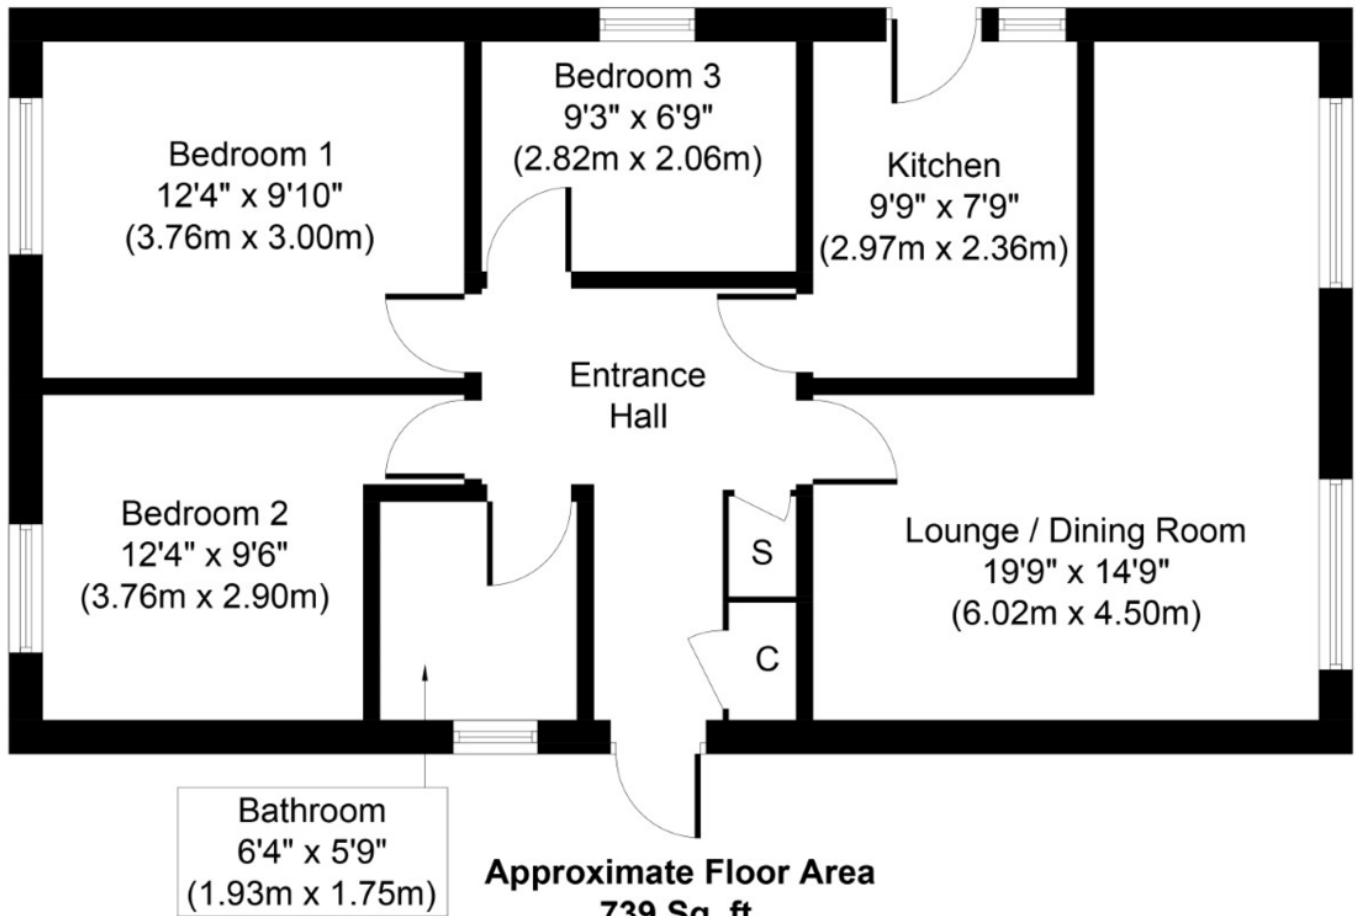 Bedroom 1
12'4" x 9'10"
(3.76m x 3.00m)
Bedroom 3
9'3" x 6'9"
(2.82m x 2.06m)
Kitchen
9'9" x 7'9"
(2.97m x 2.36m)
Entrance
Hall
Bedroom 2
12'4" x 9'6"
(3.76m x 2.90m)
S
C
Lounge / Dining Room
19'9" x 14'9"
(6.02m x 4.50m)
Bathroom
6'4" x 5'9"
(1.93m x 1.75m)
Approximate Floor Area
739 Sq. ft